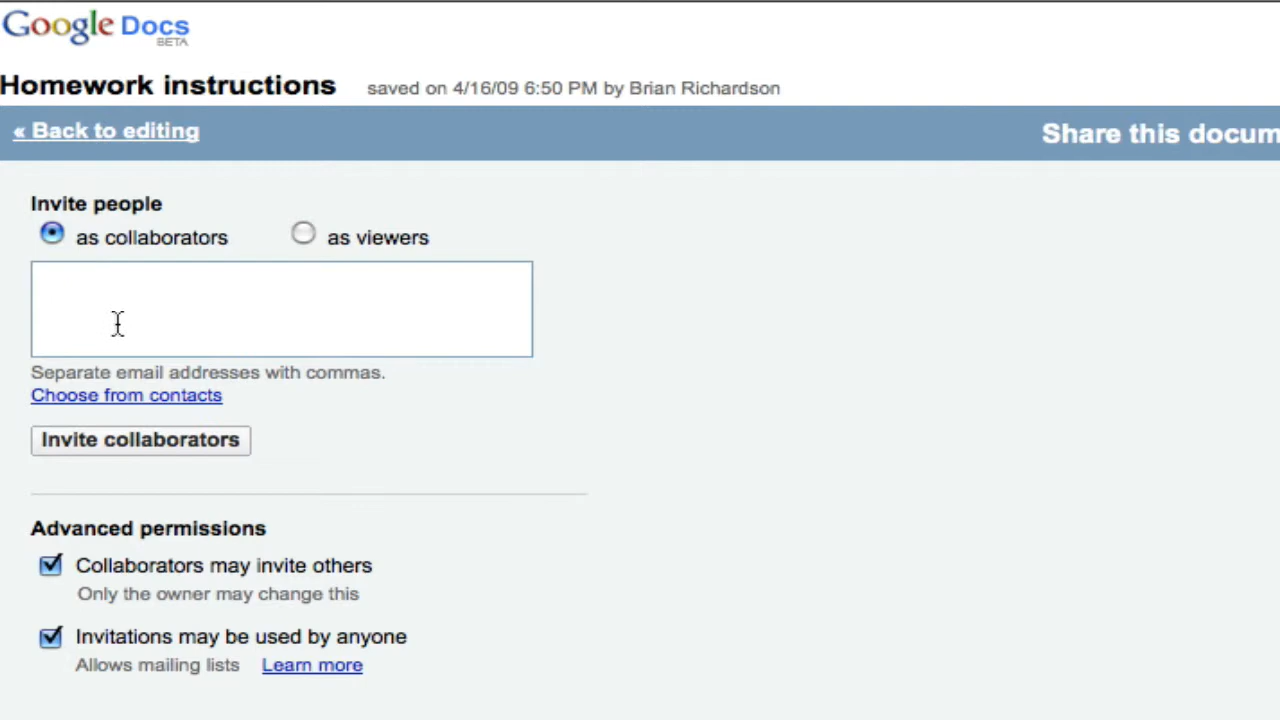 Google Docs
BETA
Homework instructions saved on 4/16/09 6:50 PM by Brian Richardson
« Back to editing Share this docum
Invite people
as collaborators as viewers
Separate email addresses with commas.
Choose from contacts
Invite collaborators
Advanced permissions
Collaborators may invite others
Only the owner may change this
Invitations may be used by anyone
Allows mailing lists Learn more